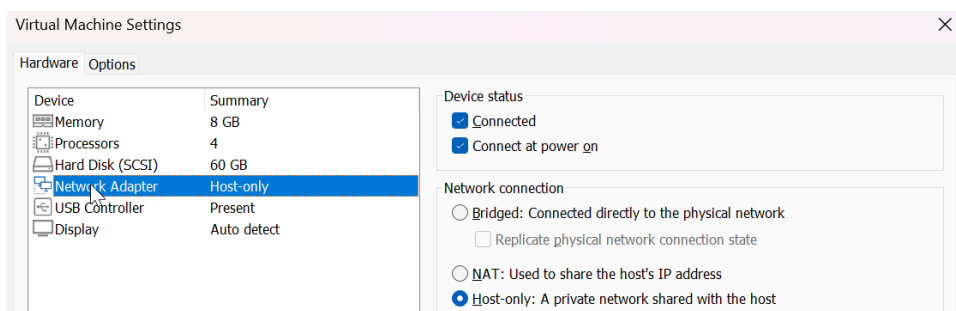 Virtual Machine Settings
Hardware Options
Device Summary
Memory 8 GB
Processors 4
Hard Disk (SCSI) 60 GB
Network Adapter Host-only
USB Controller Present
Display Auto detect
Device status
Connected
Connect at power on
Network connection
Bridged: Connected directly to the physical network
Replicate physical network connection state
NAT: Used to share the host's IP address
Host-only: A private network shared with the host